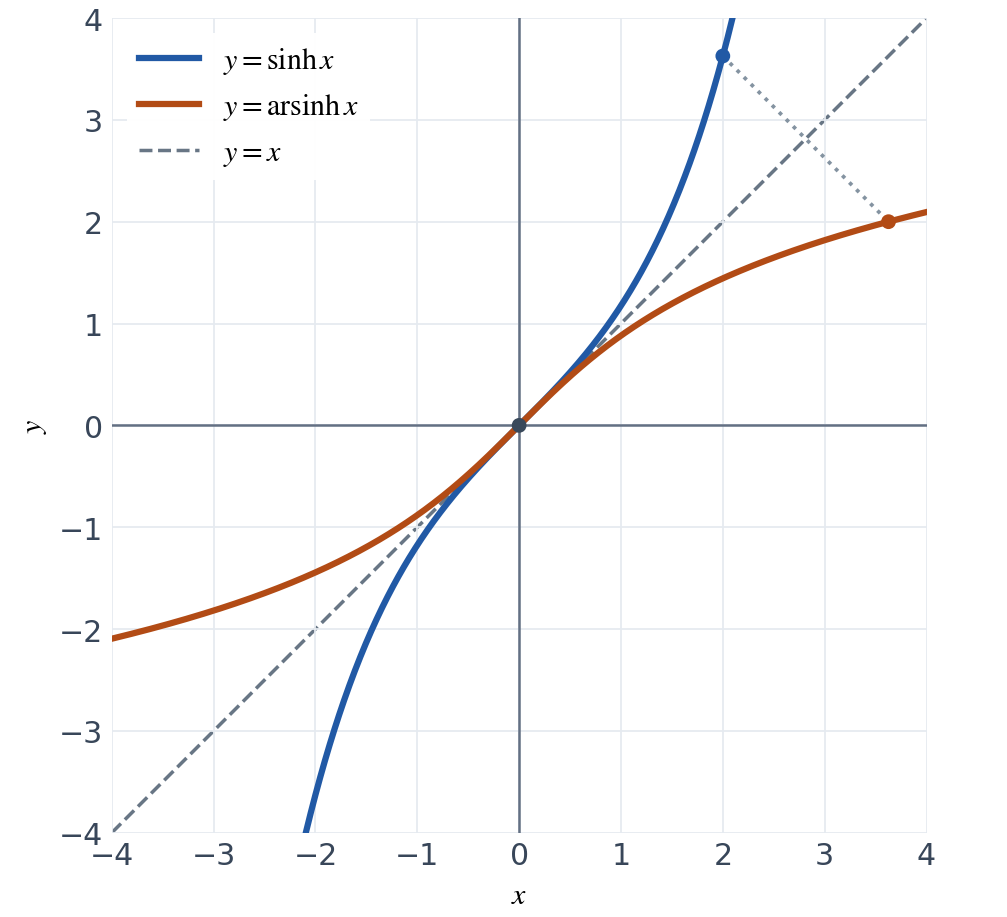 4
y = sinh x
y = arsinh x
y = x
3
2
1
0
y
−1
−2
−3
−4
−4 −3 −2 −1 0 1 2 3 4
x